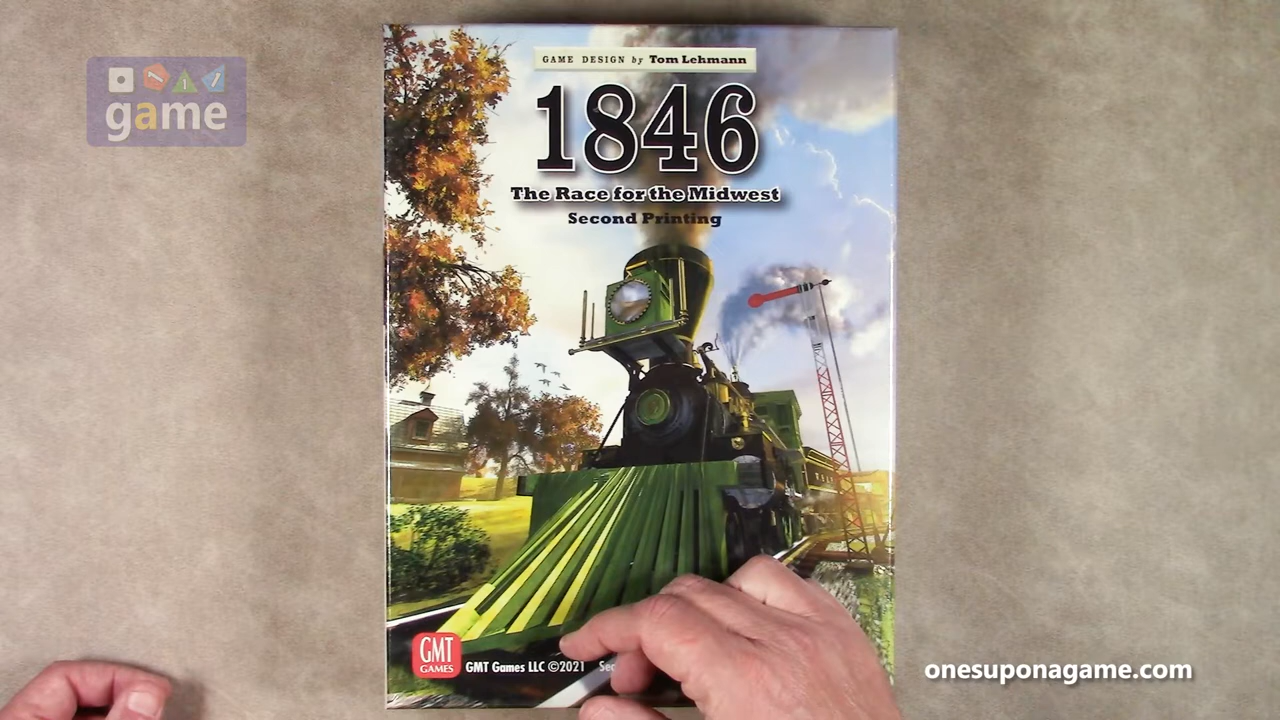 game
GAME DESIGN by Tom Lehmann
1846
The Race for the Midwest
Second Printing
GMT
GAMES
GMT Games LLC ©2021
onesuponagame.com